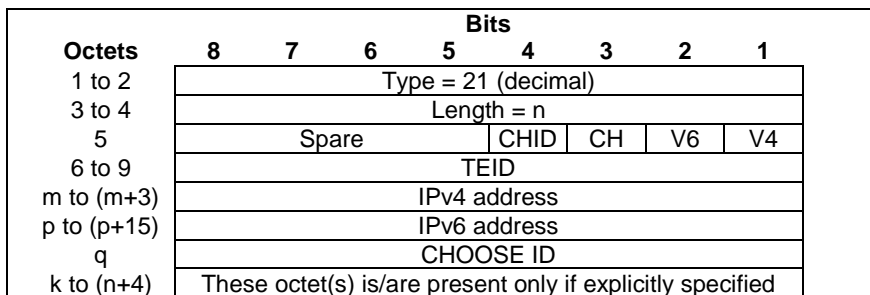 Bits
Octets 8 7 6 5 4 3 2 1
1 to 2 Type = 21 (decimal)
3 to 4 Length = n
5 Spare CHID CH V6 V4
6 to 9 TEID
m to (m+3) IPv4 address
p to (p+15) IPv6 address
q CHOOSE ID
k to (n+4) These octet(s) is/are present only if explicitly specified